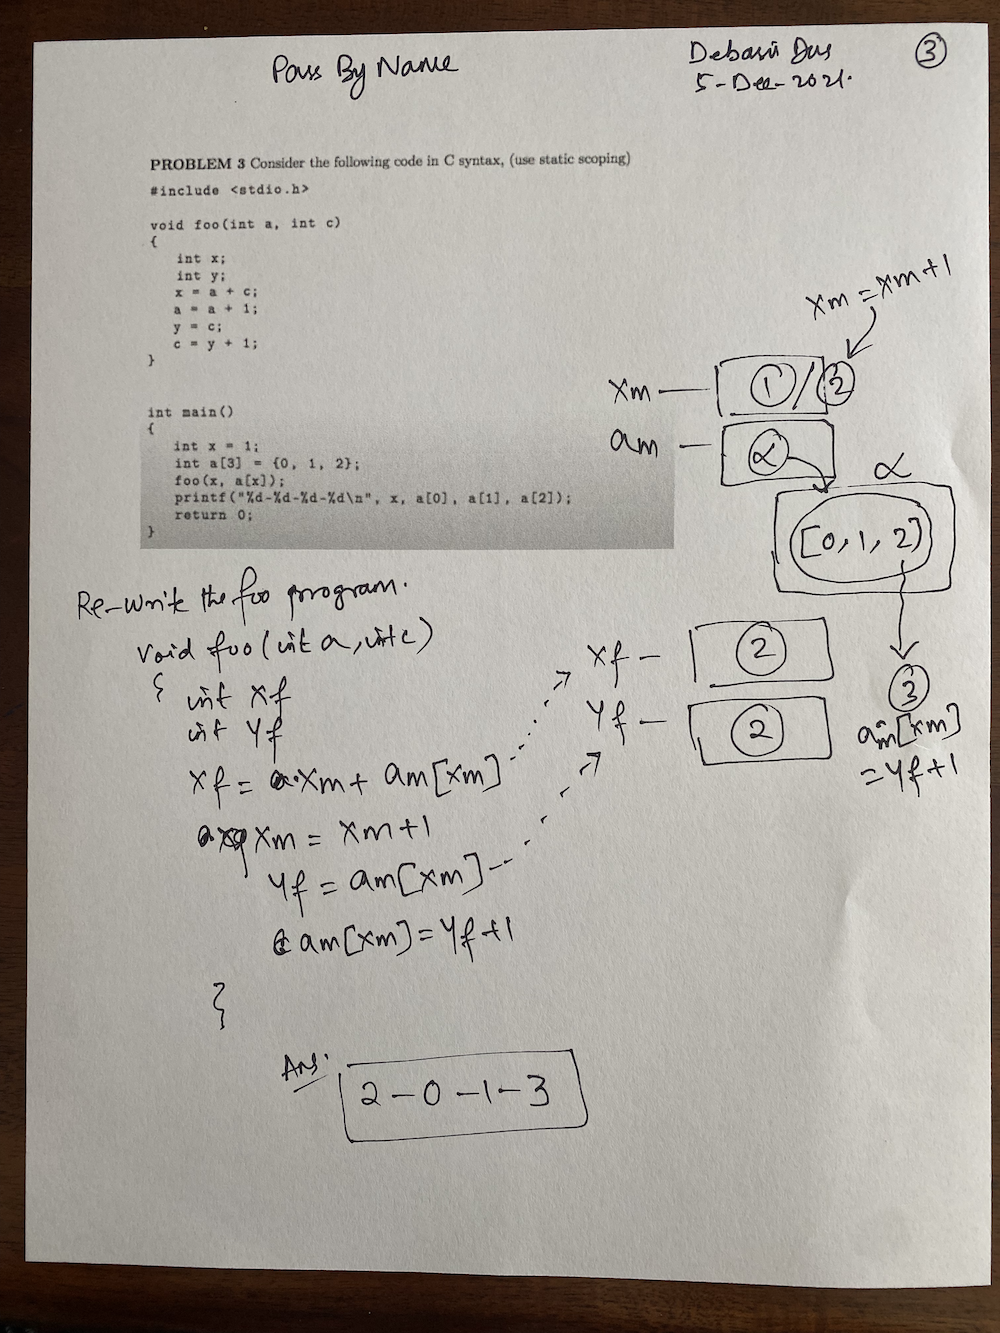 Pass By Name
Debasis Das
5-Dec-2021.
3
PROBLEM 3 Consider the following code in C syntax, (use static scoping)
#include <stdio.h>
void foo(int a, int c)
{
int x;
int y;
x = a + c;
a = a + 1;
y = c;
c = y + 1;
}
int main()
{
int x = 1;
int a[3] = {0, 1, 2};
foo(x, a[x]);
printf("%d-%d-%d-%d\n", x, a[0], a[1], a[2]);
return 0;
}
xm = xm+1
xm — 1/2
am — α
α
[0, 1, 2]
Re-write the foo program.
void foo(int a, int c)
{ int xf
int yf
xf = xm + am[xm]
xm = xm+1
yf = am[xm]
am[xm] = yf+1
}
xf — 2
yf — 2
3
am[xm]
= yf+1
Ans:
2-0-1-3